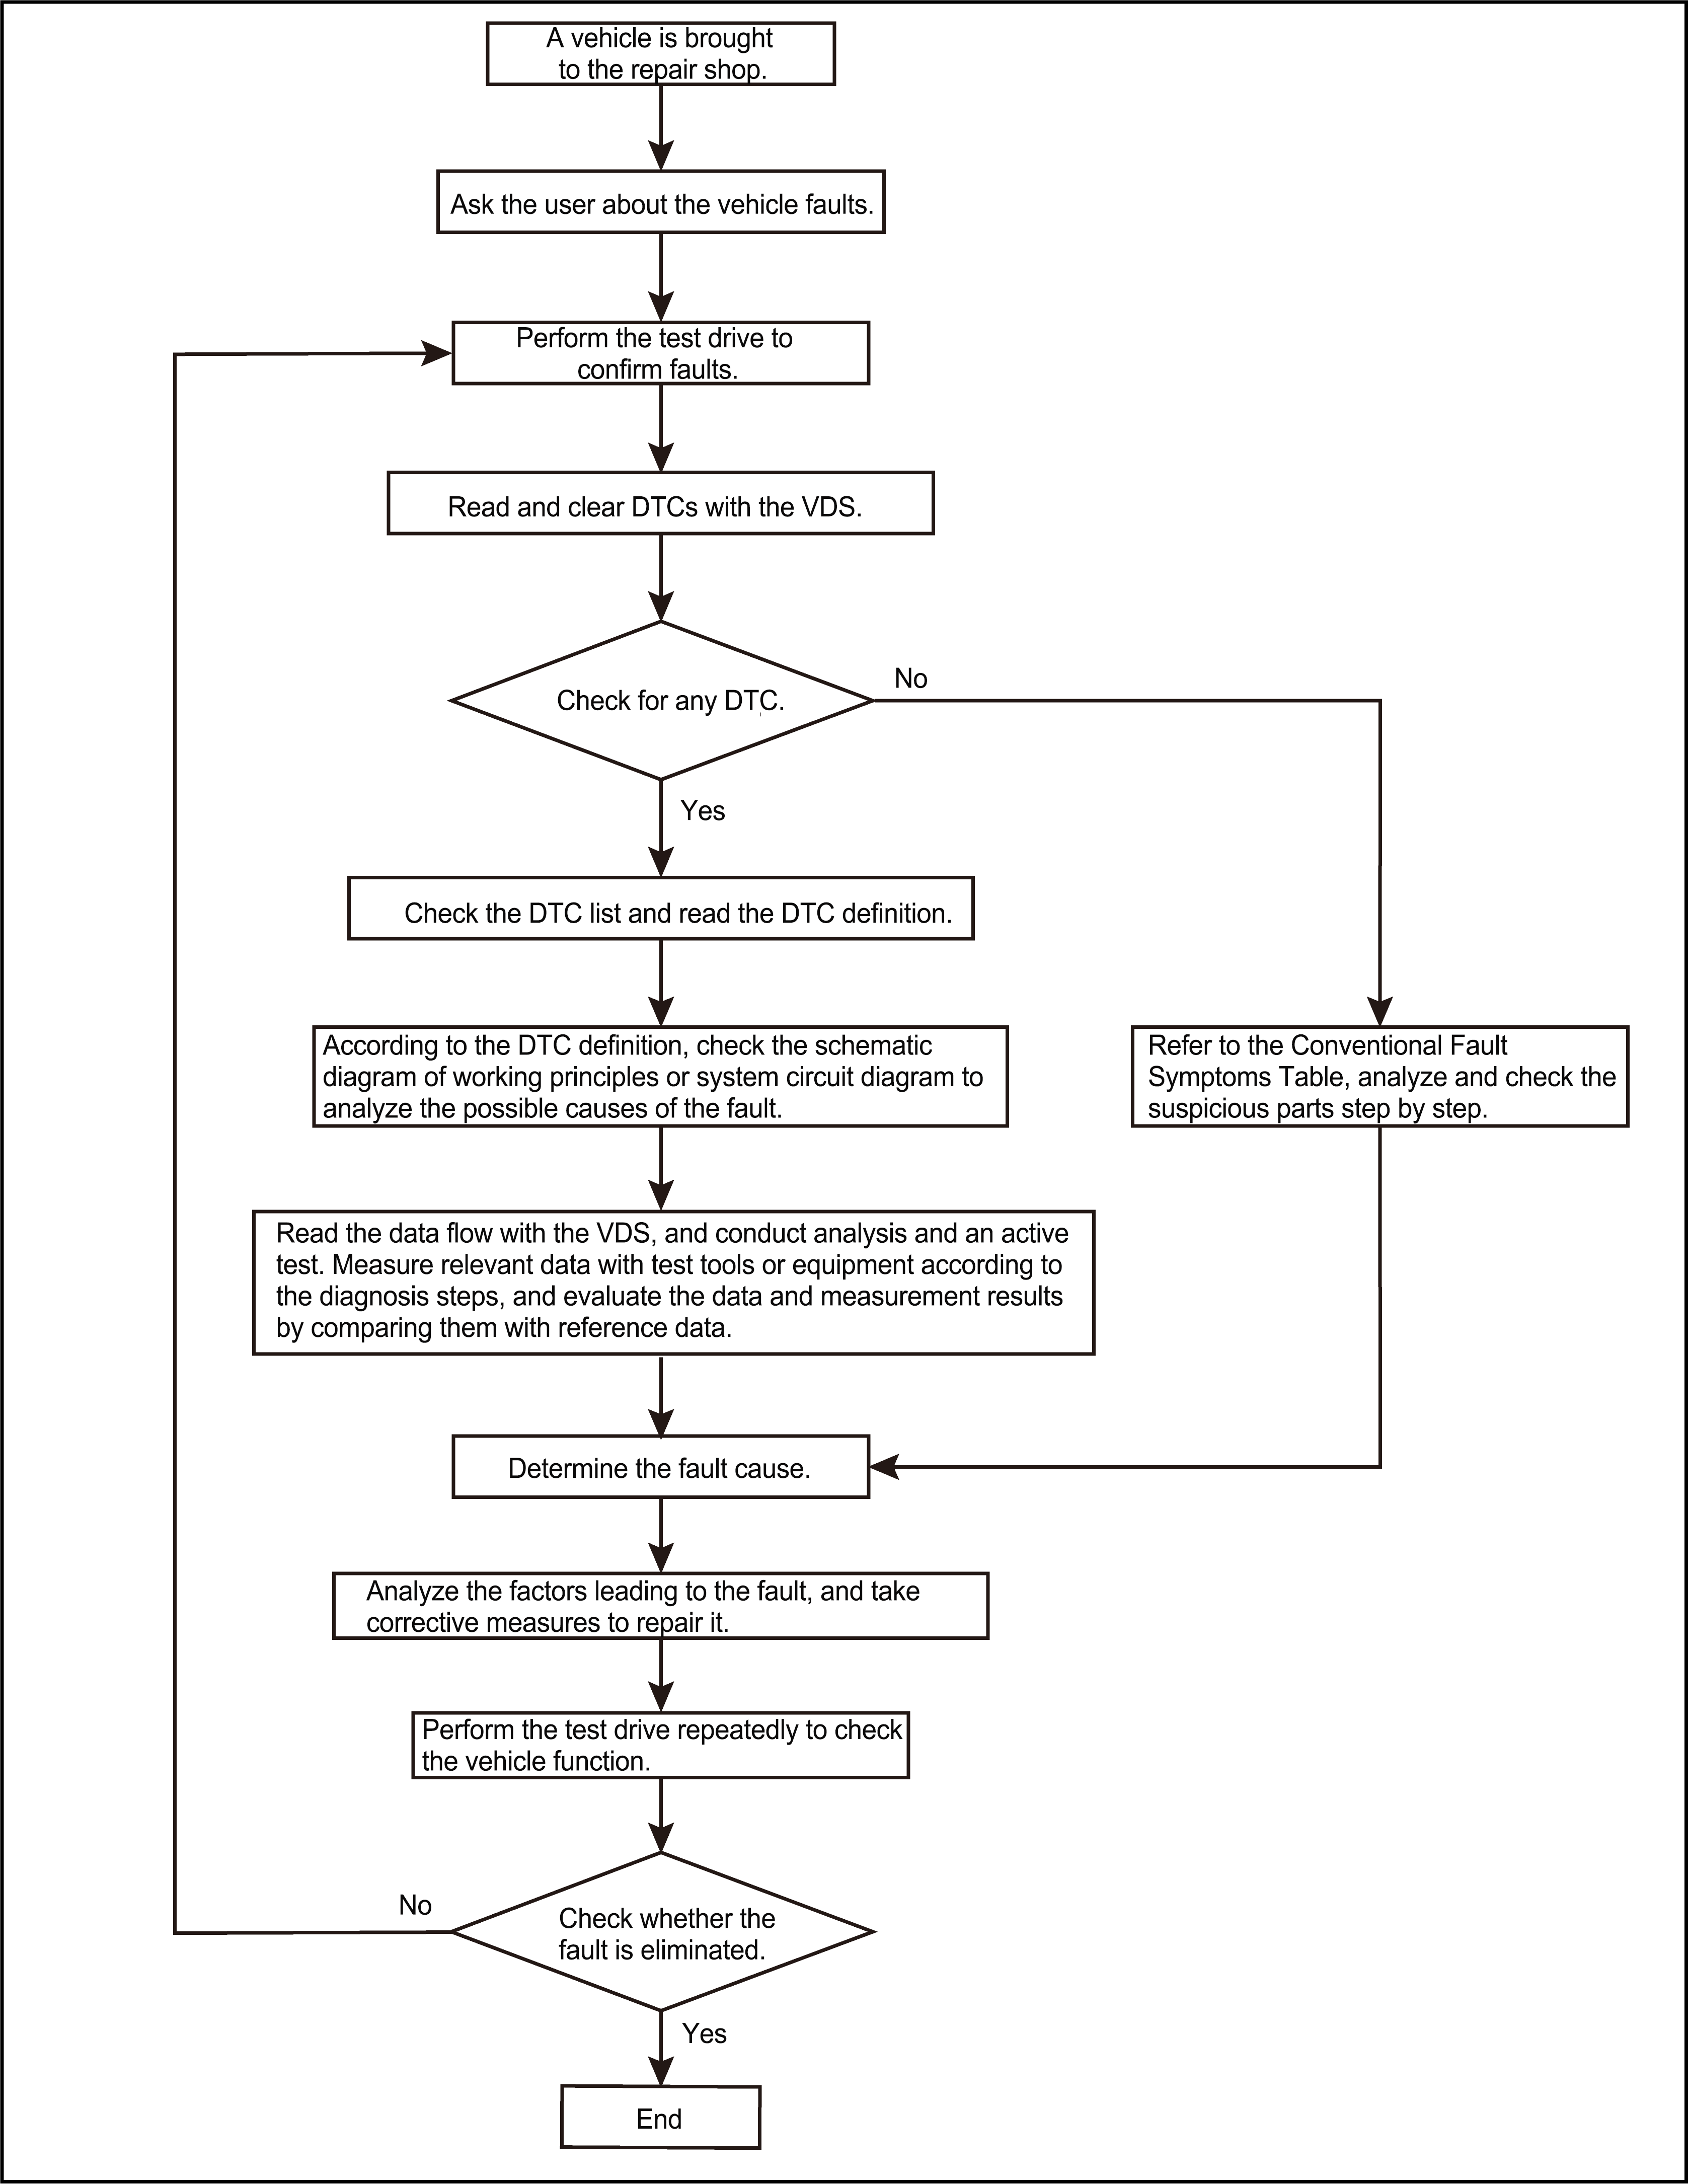 A vehicle is brought
to the repair shop.
Ask the user about the vehicle faults.
Perform the test drive to
confirm faults.
Read and clear DTCs with the VDS.
Check for any DTC.
No
Yes
Check the DTC list and read the DTC definition.
According to the DTC definition, check the schematic
diagram of working principles or system circuit diagram to
analyze the possible causes of the fault.
Refer to the Conventional Fault
Symptoms Table, analyze and check the
suspicious parts step by step.
Read the data flow with the VDS, and conduct analysis and an active
test. Measure relevant data with test tools or equipment according to
the diagnosis steps, and evaluate the data and measurement results
by comparing them with reference data.
Determine the fault cause.
Analyze the factors leading to the fault, and take
corrective measures to repair it.
Perform the test drive repeatedly to check
the vehicle function.
No
Check whether the
fault is eliminated.
Yes
End